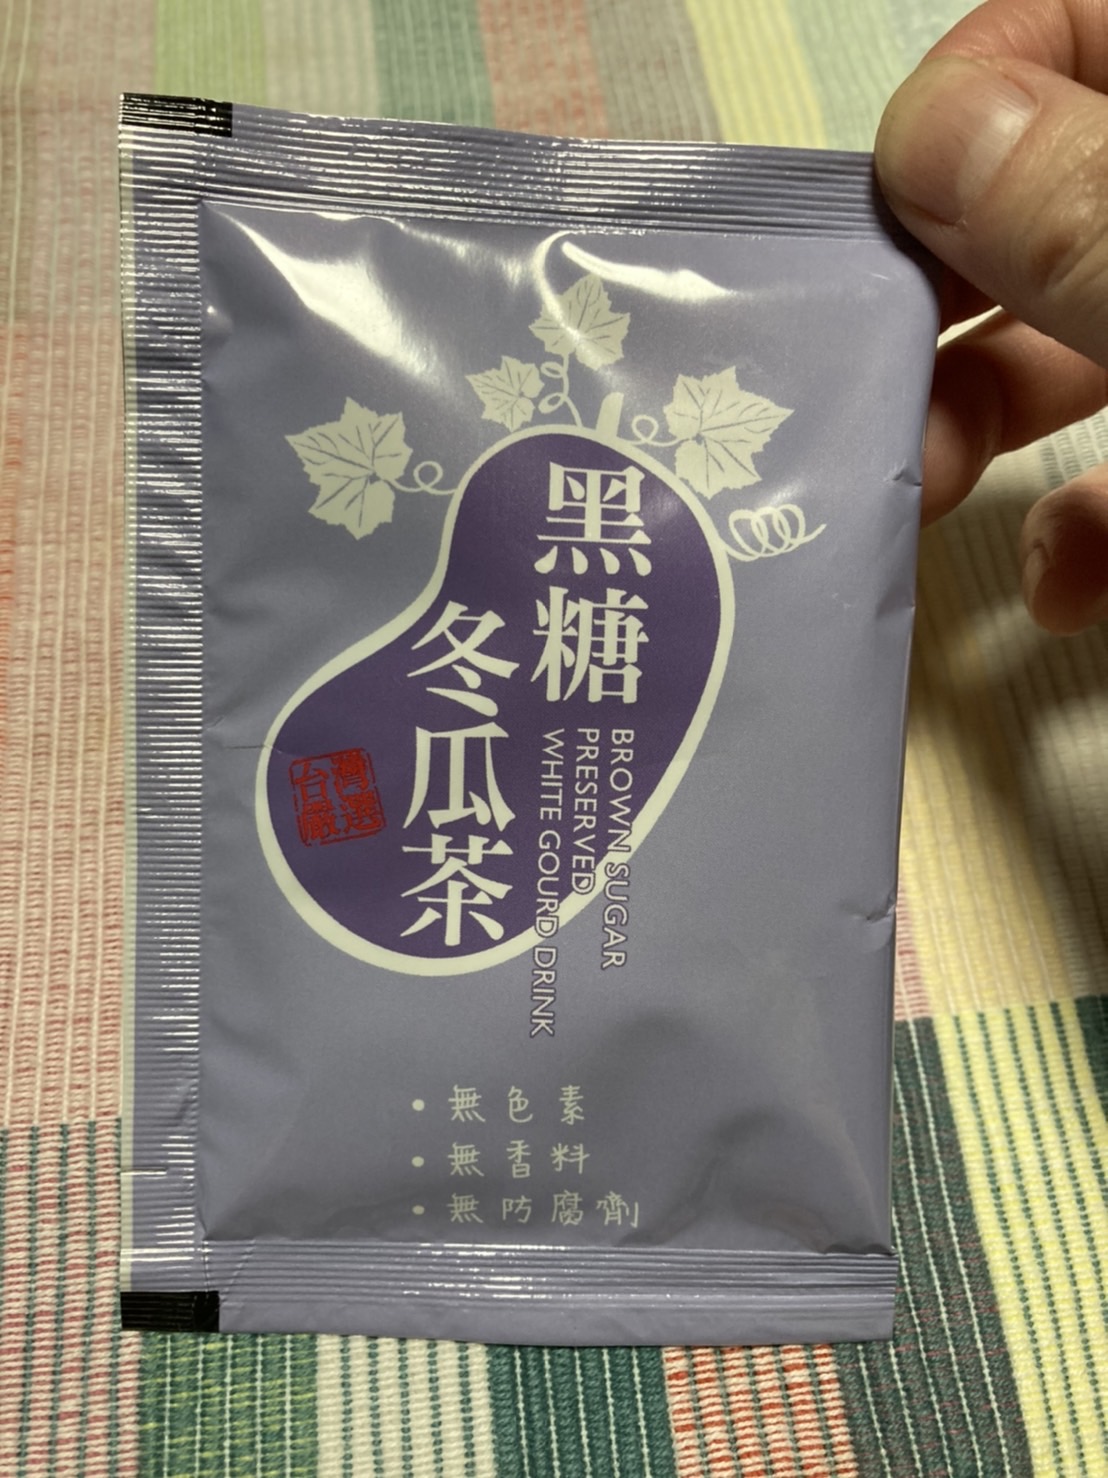 黑糖
冬瓜茶
BROWN SUGAR
PRESERVED
WHITE GOURD DRINK
台灣
嚴選
•無色素
•無香料
•無防腐劑